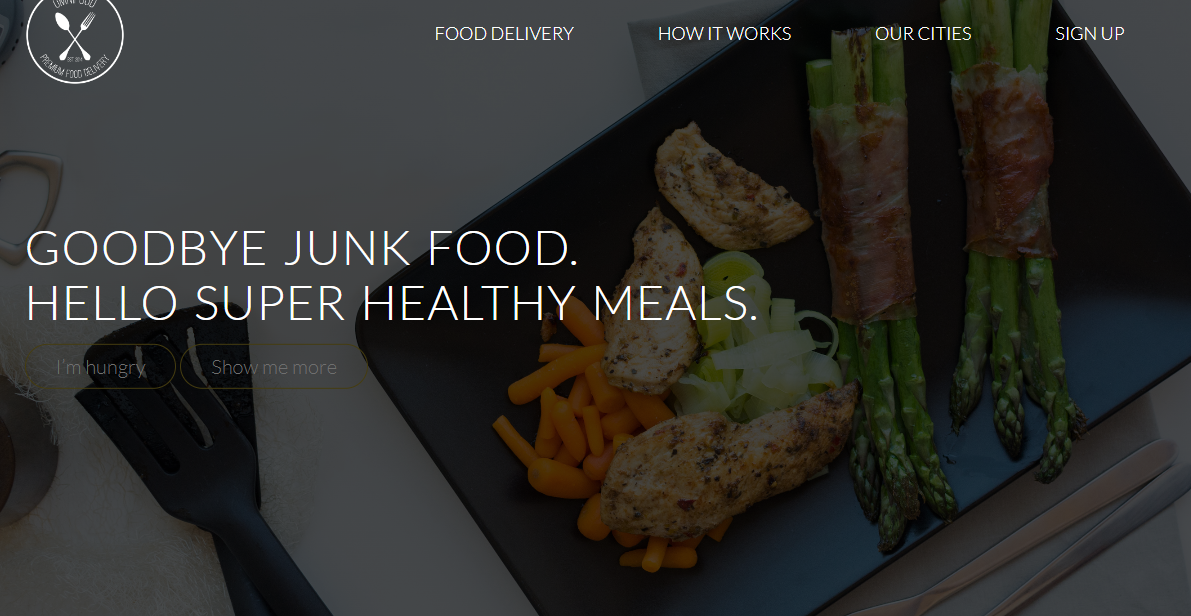 OMNIFOOD
EST 2014
PREMIUM FOOD DELIVERY
FOOD DELIVERY
HOW IT WORKS
OUR CITIES
SIGN UP
GOODBYE JUNK FOOD.
HELLO SUPER HEALTHY MEALS.
I'm hungry
Show me more